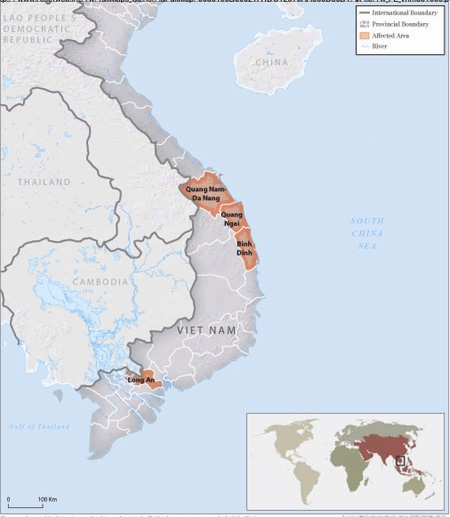 LAO PEOPLE'S
DEMOCRATIC
REPUBLIC
CHINA
International Boundary
Provincial Boundary
Affected Area
River
THAILAND
Quang Nam-
Da Nang
Quang
Ngai
Binh
Dinh
SOUTH
CHINA
SEA
CAMBODIA
VIET NAM
Long An
Gulf of Thailand
0 100 Km